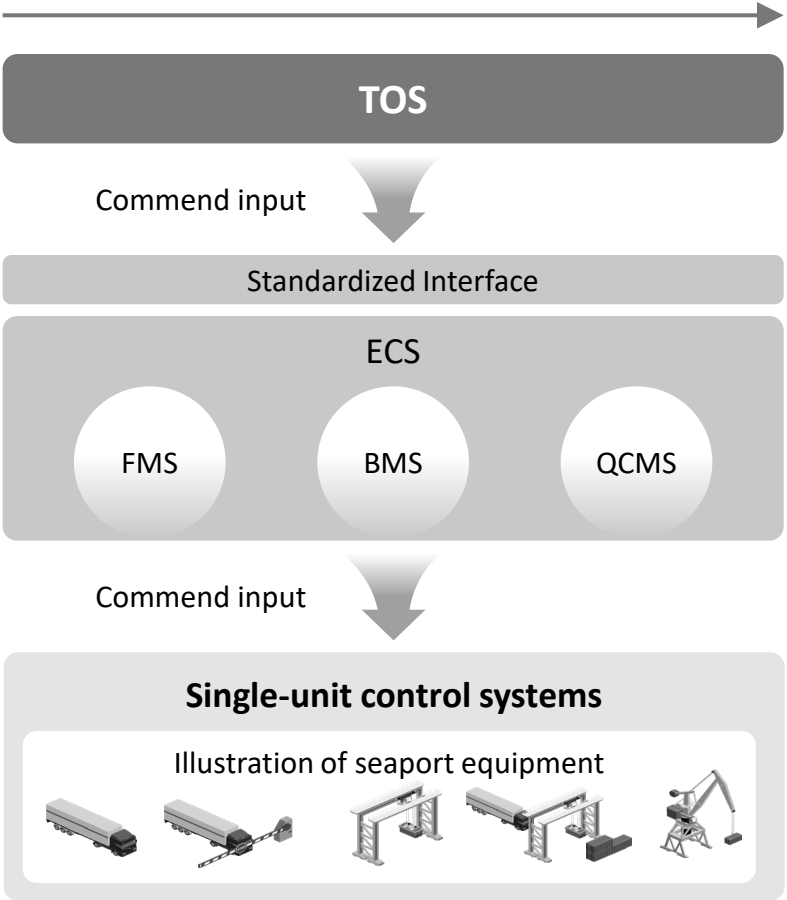 TOS
Commend input
Standardized Interface
ECS
FMS
BMS
QCMS
Commend input
Single-unit control systems
Illustration of seaport equipment